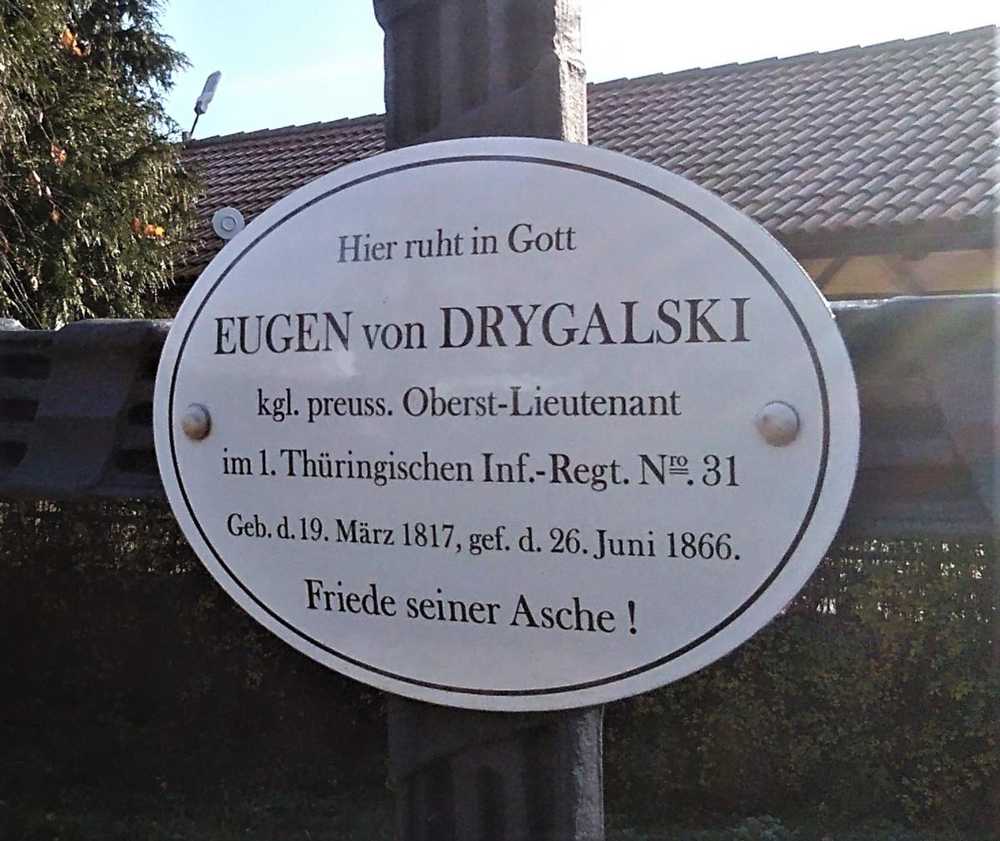 Hier ruht in Gott
EUGEN von DRYGALSKI
kgl. preuss. Oberst-Lieutenant
im 1. Thüringischen Inf.-Regt. Nro. 31
Geb. d. 19. März 1817, gef. d. 26. Juni 1866.
Friede seiner Asche !